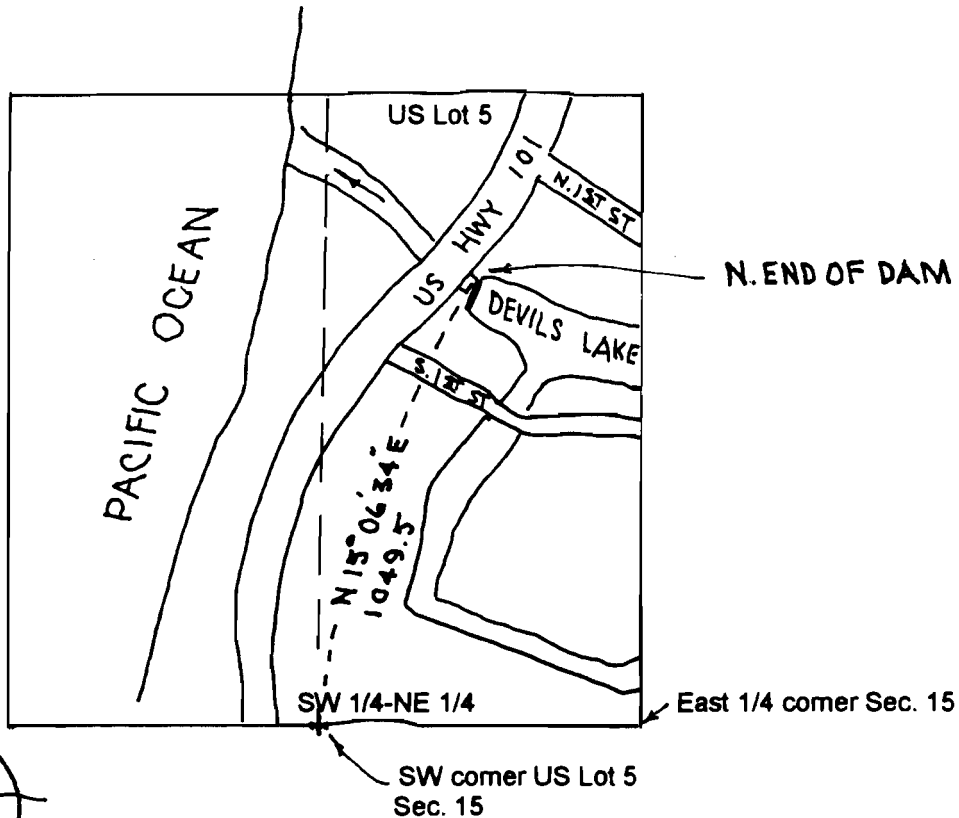 US Lot 5
US HWY 101
N. 1ST ST
N. END OF DAM
PACIFIC OCEAN
DEVILS LAKE
S. 1ST ST
N 15° 06' 34" E
1049.5
SW 1/4-NE 1/4
East 1/4 corner Sec. 15
SW corner US Lot 5
Sec. 15